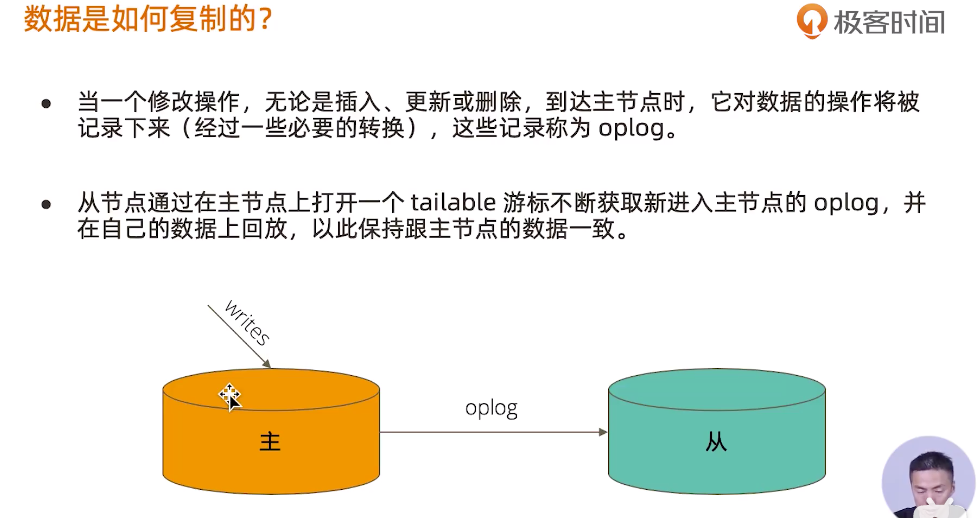 数据是如何复制的？
极客时间
● 当一个修改操作，无论是插入、更新或删除，到达主节点时，它对数据的操作将被
记录下来（经过一些必要的转换），这些记录称为 oplog。
● 从节点通过在主节点上打开一个 tailable 游标不断获取新进入主节点的 oplog，并
在自己的数据上回放，以此保持跟主节点的数据一致。
writes
oplog
主
从